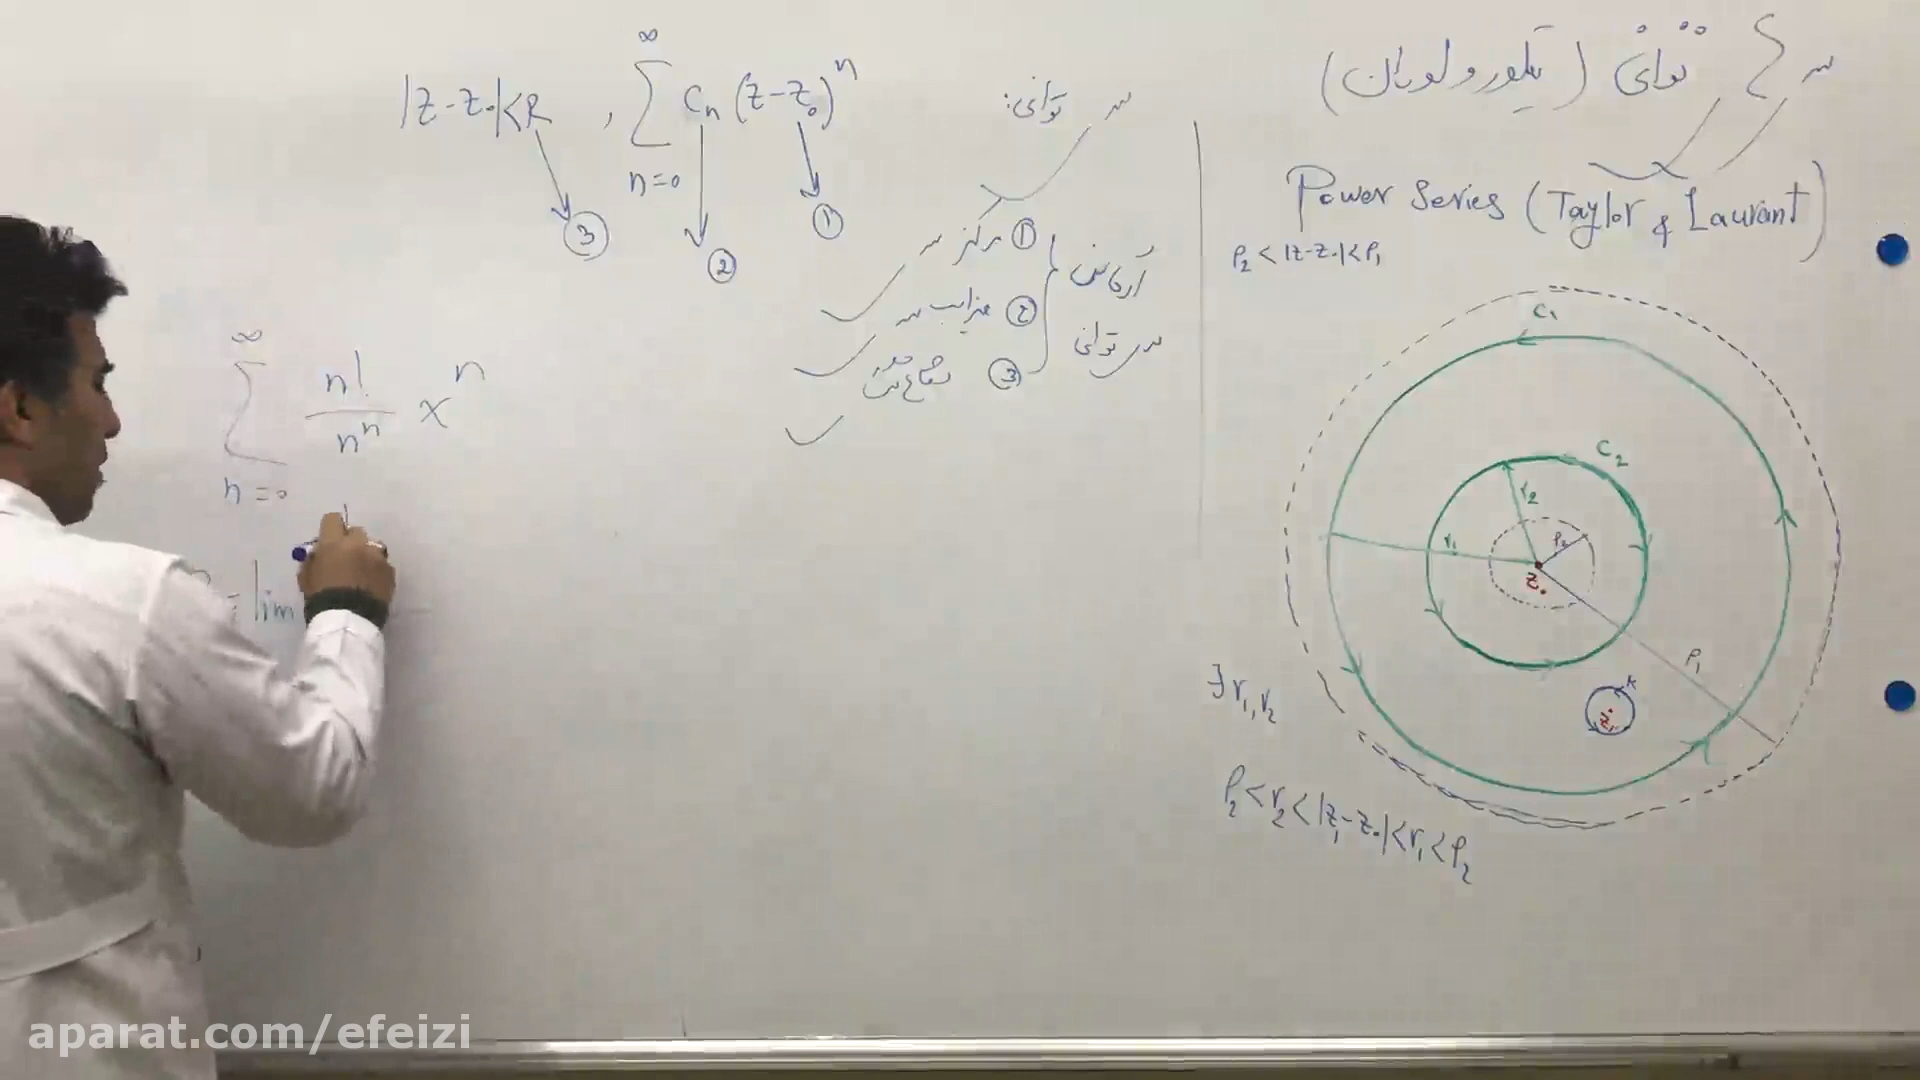 سری توانی (تیلور و لوران)
Power Series (Taylor & Laurant)
ρ₂ < |z-z₀| < ρ₁
C₁
C₂
r₂
r₁
ρ₂
z₀
ρ₁
k
z₁
∃ r₁, r₂
ρ₂ < r₂ < |z₁-z₀| < r₁ < ρ₂
سری توانی:
∑_{n=0}^{∞} Cₙ (z-z₀)ⁿ , |z-z₀|<R
① ② ③
سری توانی
① مرکز سری
② ضرایب سری
③ شعاع
∑_{n=0}^{∞} n!/nⁿ xⁿ
= lim
aparat.com/efeizi